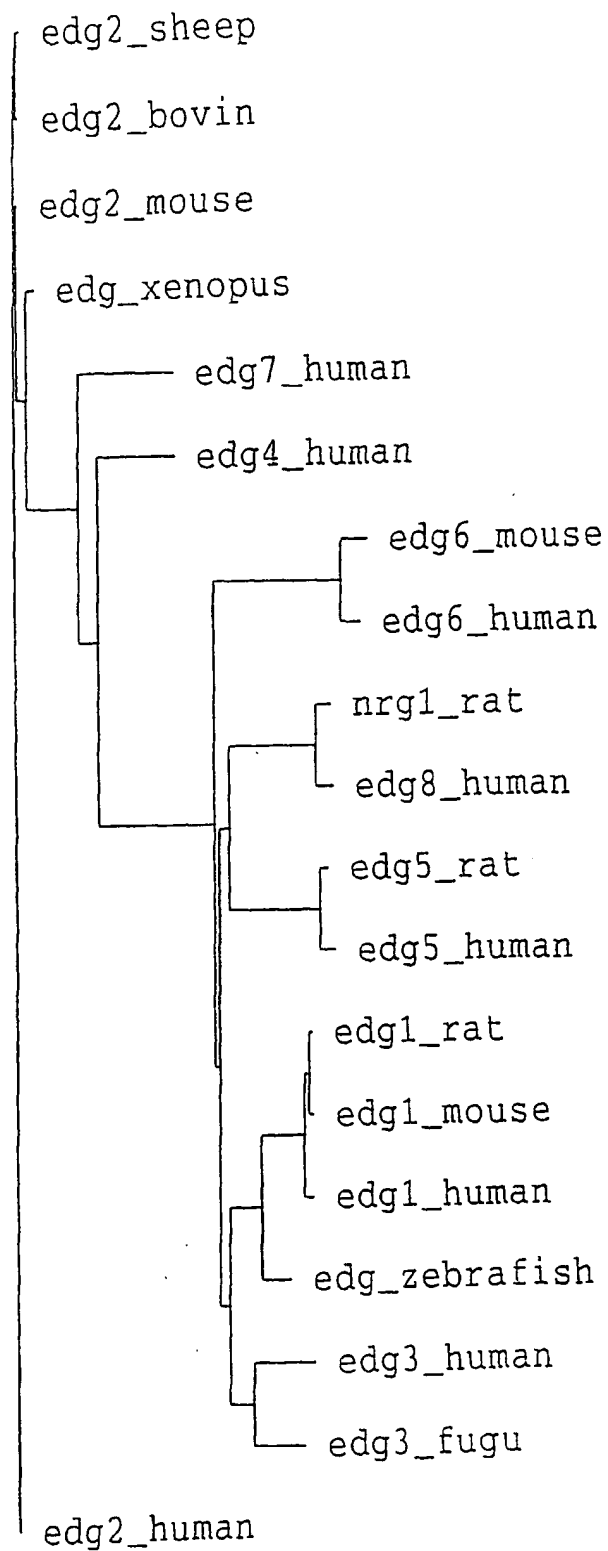 edg2_sheep
edg2_bovin
edg2_mouse
edg_xenopus
edg7_human
edg4_human
edg6_mouse
edg6_human
nrg1_rat
edg8_human
edg5_rat
edg5_human
edg1_rat
edg1_mouse
edg1_human
edg_zebrafish
edg3_human
edg3_fugu
edg2_human